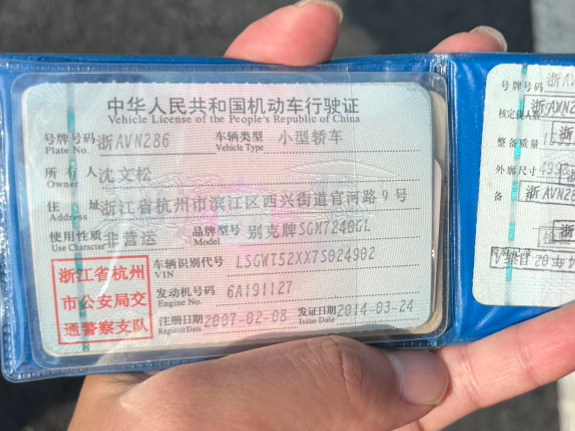 中华人民共和国机动车行驶证
Vehicle License of the People's Republic of China
号牌号码 浙AVN286 车辆类型 小型轿车
Plate No. Vehicle Type
所有人 沈文松
Owner
住址 浙江省杭州市滨江区西兴街道官河路9号
Address
使用性质 非营运 品牌型号 别克牌SGM7240GL
Use Character Model
浙江省杭州
市公安局交
通警察支队
车辆识别代号 LSGWT52XX7S024902
VIN
发动机号码 6A191127
Engine No.
注册日期 2007-02-08 发证日期 2014-03-24
Register Date Issue Date
号牌号码 浙AVN
核定载人数
整备质量
外廓尺寸
备
浙AVN2
浙AVN28